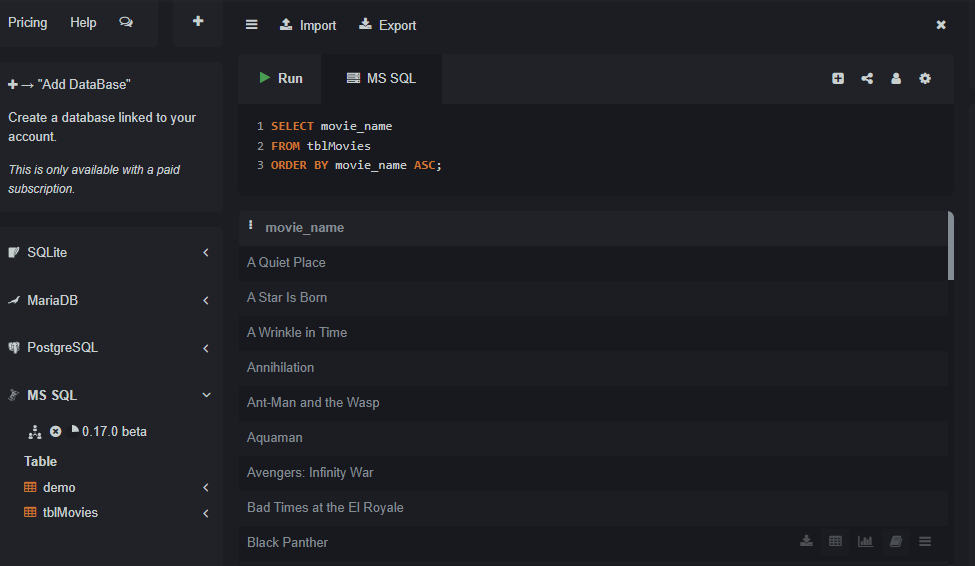 Pricing Help
Import Export
+ → "Add DataBase"
Create a database linked to your
account.
This is only available with a paid
subscription.
SQLite
MariaDB
PostgreSQL
MS SQL
0.17.0 beta
Table
demo
tblMovies
Run MS SQL
1 SELECT movie_name
2 FROM tblMovies
3 ORDER BY movie_name ASC;
movie_name
A Quiet Place
A Star Is Born
A Wrinkle in Time
Annihilation
Ant-Man and the Wasp
Aquaman
Avengers: Infinity War
Bad Times at the El Royale
Black Panther